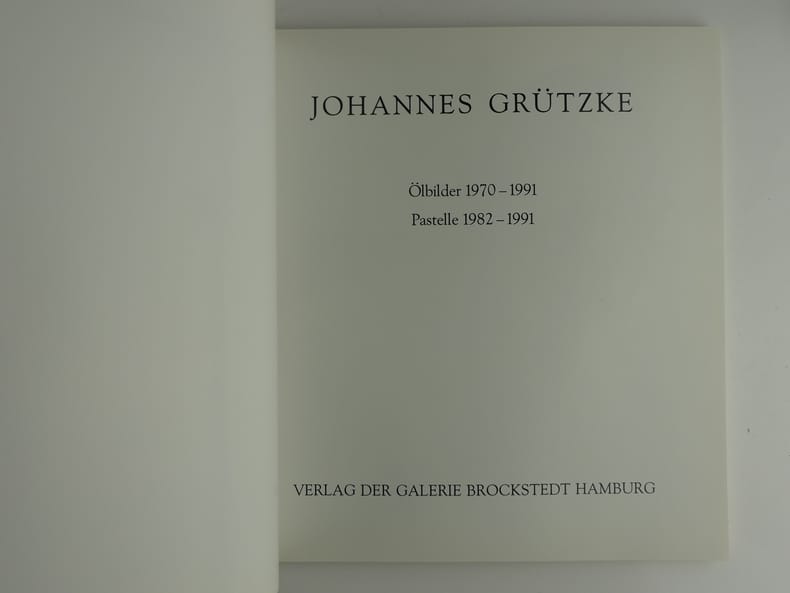 JOHANNES GRÜTZKE
Ölbilder 1970 – 1991
Pastelle 1982 – 1991
VERLAG DER GALERIE BROCKSTEDT HAMBURG